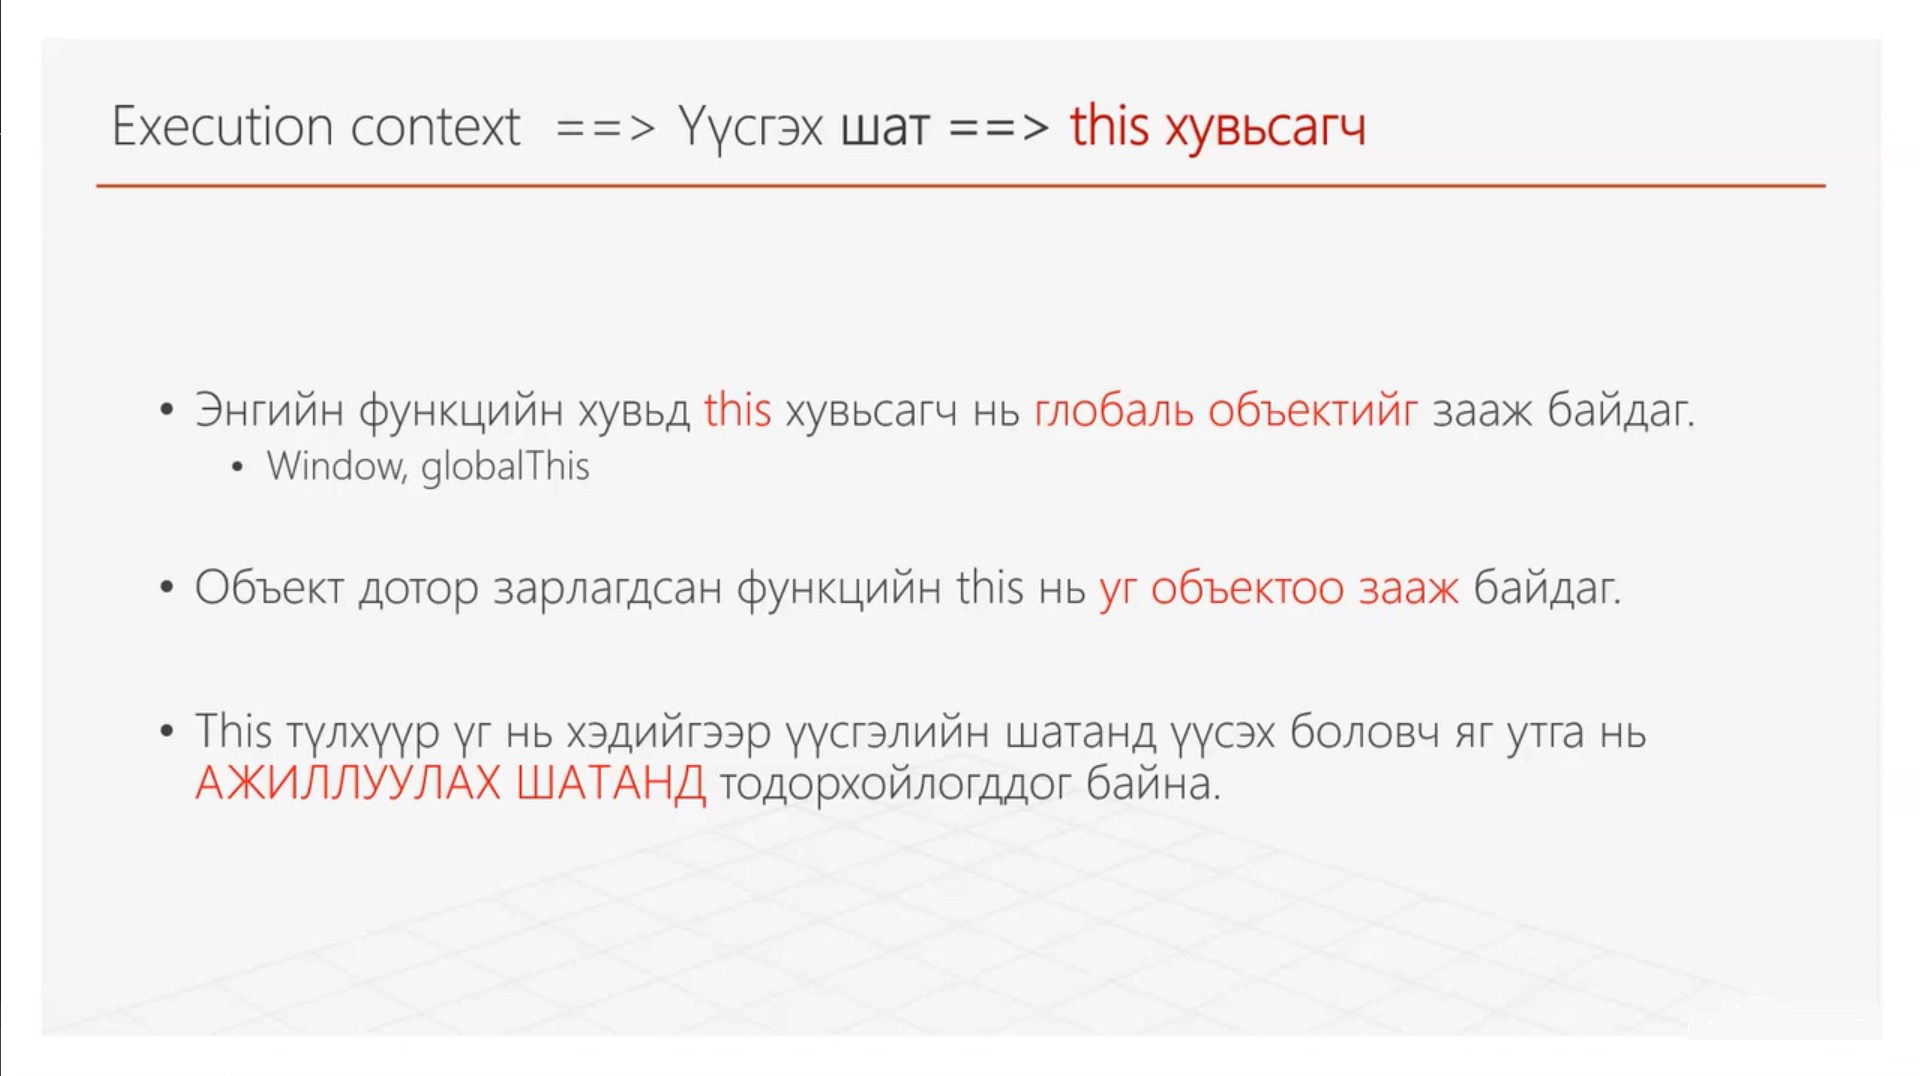 Execution context ==> Үүсгэх шат ==> this хувьсагч
• Энгийн функцийн хувьд this хувьсагч нь глобаль объектийг зааж байдаг.
• Window, globalThis
• Объект дотор зарлагдсан функцийн this нь уг объектоо зааж байдаг.
• This түлхүүр үг нь хэдийгээр үүсгэлийн шатанд үүсэх боловч яг утга нь
АЖИЛЛУУЛАХ ШАТАНД тодорхойлогддог байна.